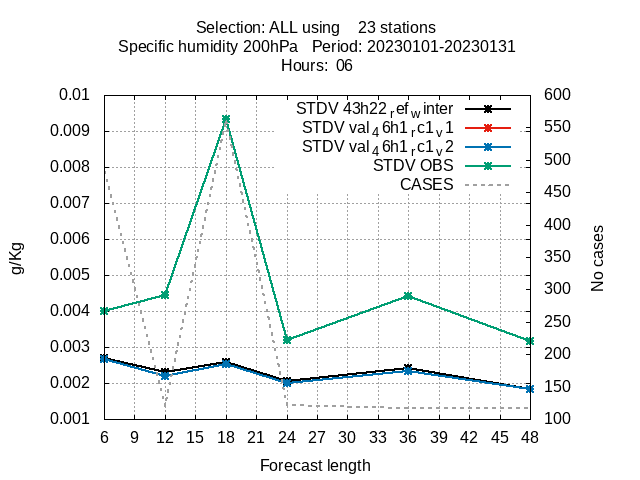 Selection: ALL using    23 stations
Specific humidity 200hPa   Period: 20230101-20230131
Hours:  06
0.01
0.009
0.008
0.007
0.006
0.005
0.004
0.003
0.002
0.001
g/Kg
STDV 43h22refwinter
STDV val46h1rc1v1
STDV val46h1rc1v2
STDV OBS
CASES
600
550
500
450
400
350
300
250
200
150
100
No cases
6 9 12 15 18 21 24 27 30 33 36 39 42 45 48
Forecast length